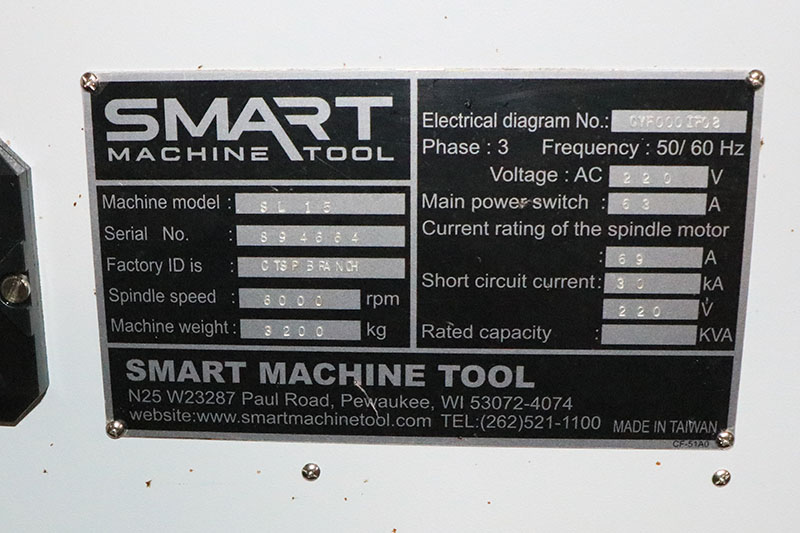 SMART
MACHINE TOOL
Machine model : SL 15
Serial No. : S94664
Factory ID is : CTSP BRANCH
Spindle speed : 6000 rpm
Machine weight : 3200 kg
Electrical diagram No.:
Phase : 3 Frequency : 50/ 60 Hz
Voltage : AC 220 V
Main power switch : 63 A
Current rating of the spindle motor
: 69 A
Short circuit current: 30 kA
220 V
Rated capacity : KVA
SMART MACHINE TOOL
N25 W23287 Paul Road, Pewaukee, WI 53072-4074
website:www.smartmachinetool.com TEL:(262)521-1100 MADE IN TAIWAN
CF-51A0